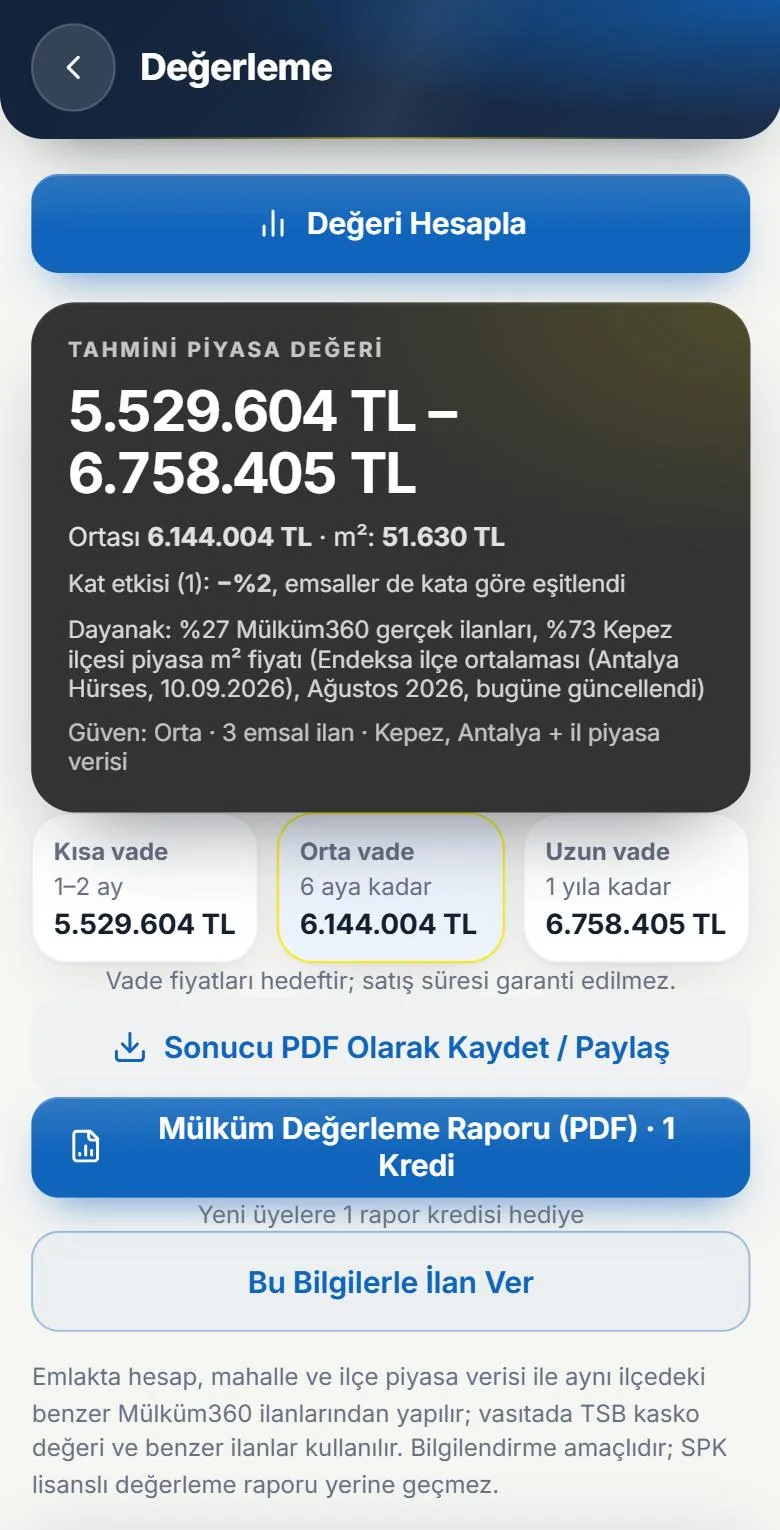 Değerleme
Değeri Hesapla
TAHMİNİ PİYASA DEĞERİ
5.529.604 TL –
6.758.405 TL
Ortası 6.144.004 TL · m²: 51.630 TL
Kat etkisi (1): −%2, emsaller de kata göre eşitlendi
Dayanak: %27 Mülküm360 gerçek ilanları, %73 Kepez
ilçesi piyasa m² fiyatı (Endeksa ilçe ortalaması (Antalya
Hürses, 10.09.2026), Ağustos 2026, bugüne güncellendi)
Güven: Orta · 3 emsal ilan · Kepez, Antalya + il piyasa
verisi
Kısa vade
1–2 ay
5.529.604 TL
Orta vade
6 aya kadar
6.144.004 TL
Uzun vade
1 yıla kadar
6.758.405 TL
Vade fiyatları hedeftir; satış süresi garanti edilmez.
Sonucu PDF Olarak Kaydet / Paylaş
Mülküm Değerleme Raporu (PDF) · 1
Kredi
Yeni üyelere 1 rapor kredisi hediye
Bu Bilgilerle İlan Ver
Emlakta hesap, mahalle ve ilçe piyasa verisi ile aynı ilçedeki
benzer Mülküm360 ilanlarından yapılır; vasıtada TSB kasko
değeri ve benzer ilanlar kullanılır. Bilgilendirme amaçlıdır; SPK
lisanslı değerleme raporu yerine geçmez.